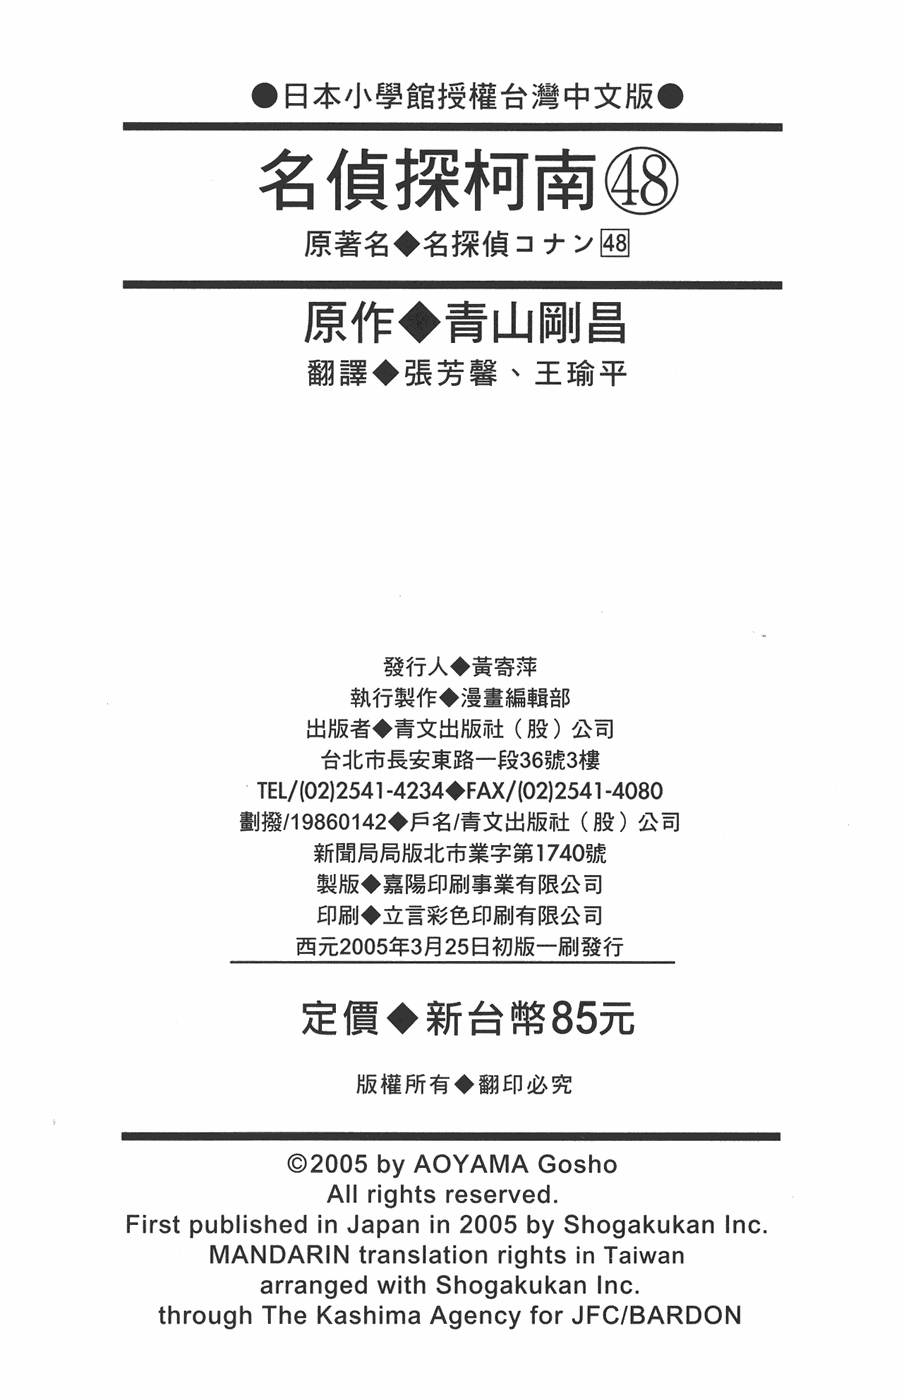 ●日本小學館授權台灣中文版●
名偵探柯南㊽
原著名◆名探偵コナン48
原作◆青山剛昌
翻譯◆張芳馨、王瑜平
發行人◆黃寄萍
執行製作◆漫畫編輯部
出版者◆青文出版社（股）公司
台北市長安東路一段36號3樓
TEL/(02)2541-4234◆FAX/(02)2541-4080
劃撥/19860142◆戶名/青文出版社（股）公司
新聞局局版北市業字第1740號
製版◆嘉陽印刷事業有限公司
印刷◆立言彩色印刷有限公司
西元2005年3月25日初版一刷發行
定價◆新台幣85元
版權所有◆翻印必究
©2005 by AOYAMA Gosho
All rights reserved.
First published in Japan in 2005 by Shogakukan Inc.
MANDARIN translation rights in Taiwan
arranged with Shogakukan Inc.
through The Kashima Agency for JFC/BARDON